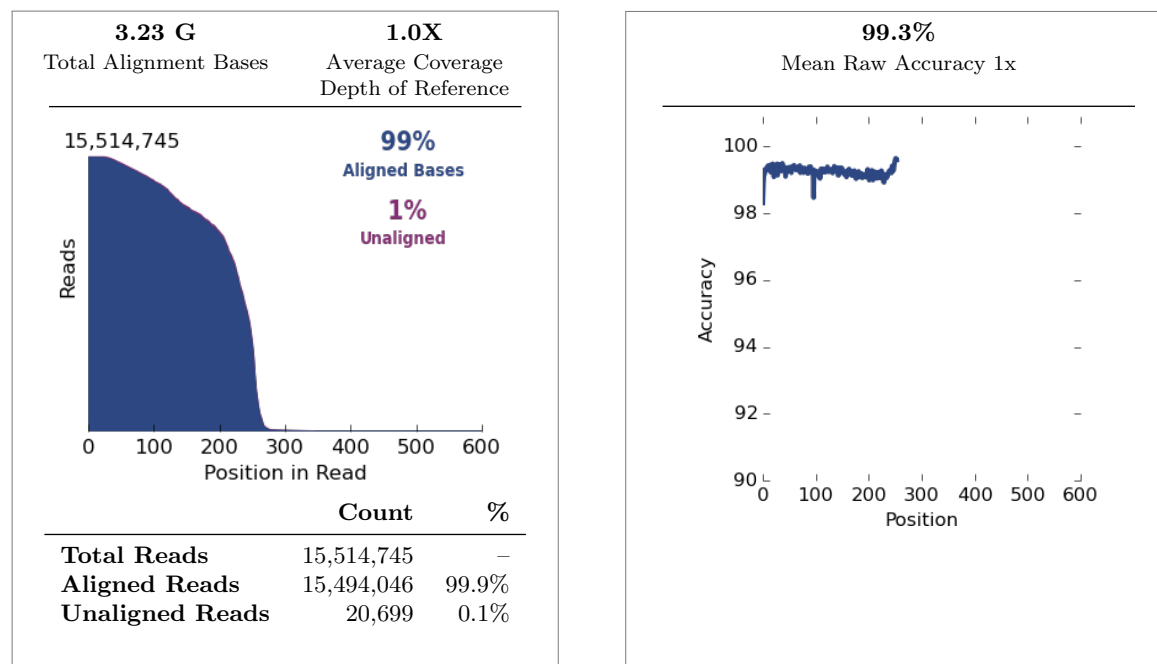 3.23 G
Total Alignment Bases
1.0X
Average Coverage
Depth of Reference
15,514,745
99%
Aligned Bases
1%
Unaligned
Reads
0 100 200 300 400 500 600
Position in Read
Count %
Total Reads 15,514,745 –
Aligned Reads 15,494,046 99.9%
Unaligned Reads 20,699 0.1%
99.3%
Mean Raw Accuracy 1x
100
98
96
94
92
90
Accuracy
0 100 200 300 400 500 600
Position